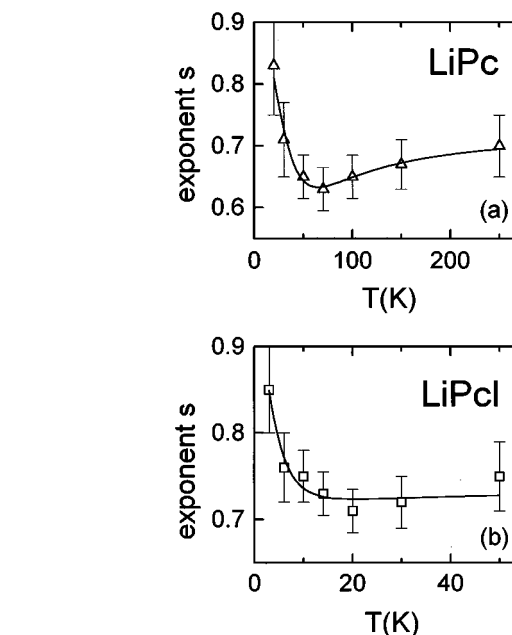 0.9
LiPc
0.8
exponent s
0.7
0.6
(a)
0
100
200
T(K)
0.9
LiPcI
0.8
exponent s
0.7
(b)
0
20
40
T(K)